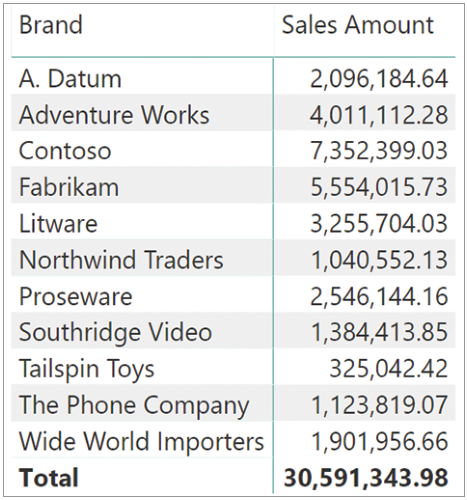 Brand Sales Amount
A. Datum 2,096,184.64
Adventure Works 4,011,112.28
Contoso 7,352,399.03
Fabrikam 5,554,015.73
Litware 3,255,704.03
Northwind Traders 1,040,552.13
Proseware 2,546,144.16
Southridge Video 1,384,413.85
Tailspin Toys 325,042.42
The Phone Company 1,123,819.07
Wide World Importers 1,901,956.66
Total 30,591,343.98